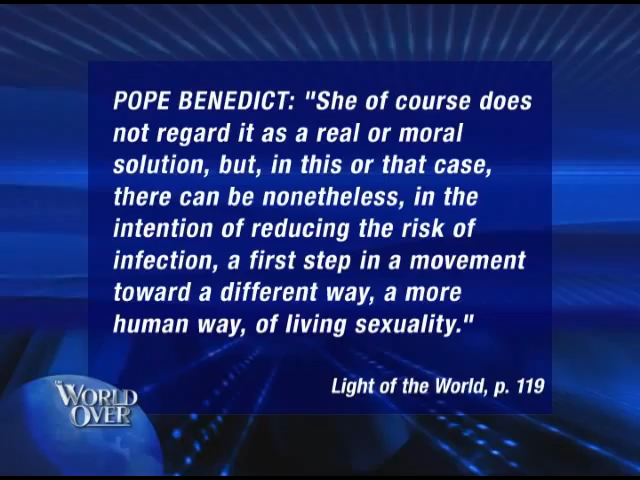 POPE BENEDICT: "She of course does
not regard it as a real or moral
solution, but, in this or that case,
there can be nonetheless, in the
intention of reducing the risk of
infection, a first step in a movement
toward a different way, a more
human way, of living sexuality."
Light of the World, p. 119
THE
WORLD
OVER